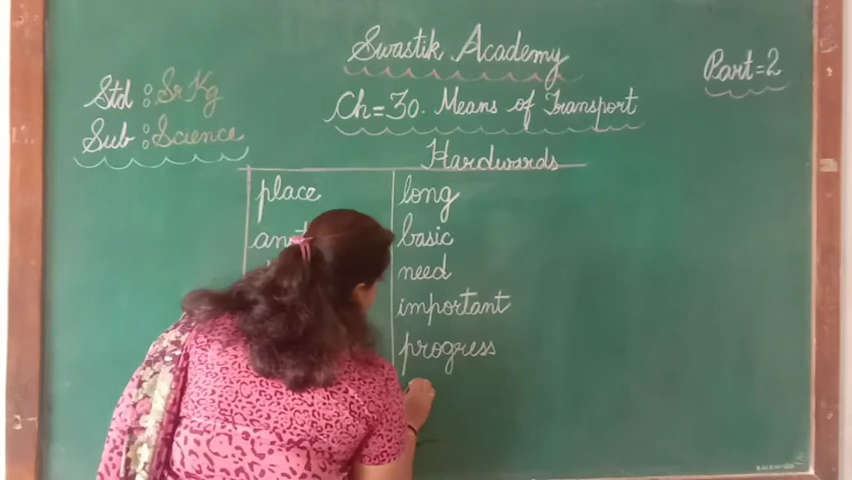 Swastik Academy
Part=2
Std : Sr Kg
Ch=30. Means of Transport
Sub : Science
Hardwards
place long
basic
need
important
progress